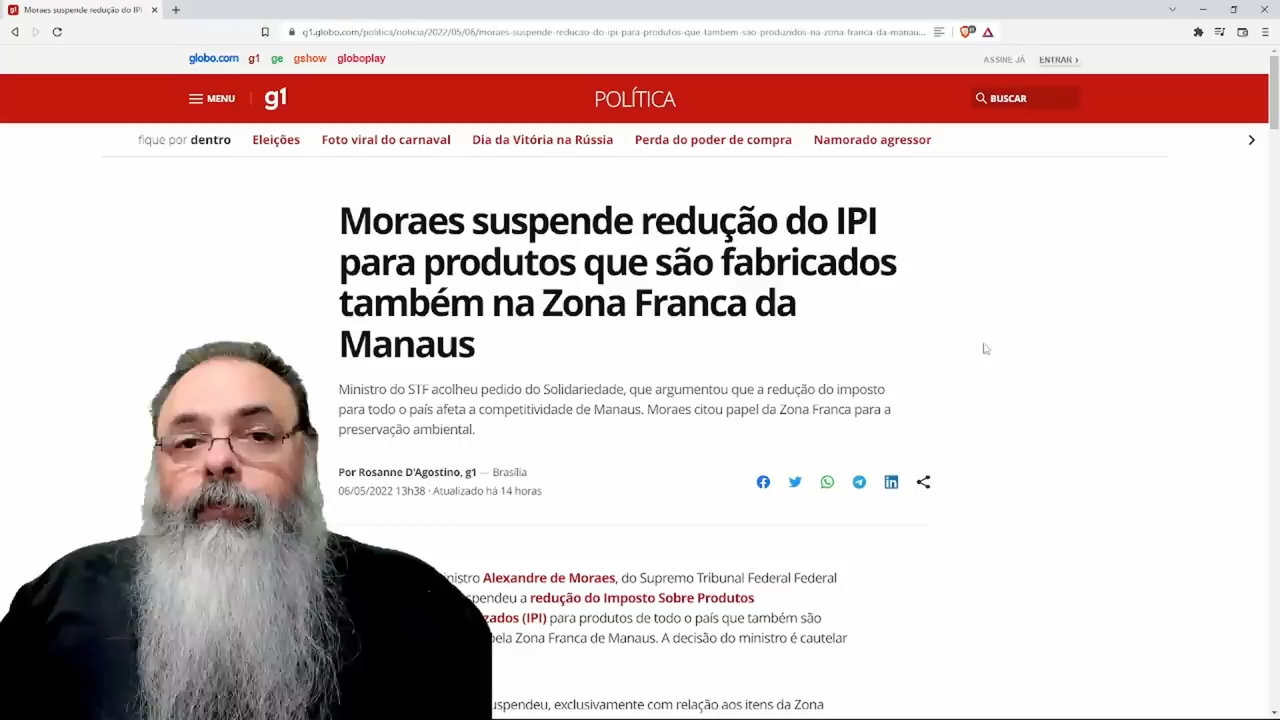 g1 Moraes suspende redução do IPI
g1.globo.com/politica/noticia/2022/05/06/moraes-suspende-reducao-do-ipi-para-produtos-que-tambem-sao-produzidos-na-zona-franca-da-manau...
globo.com g1 ge gshow globoplay
ASSINE JÁ ENTRAR ›
MENU g1 POLÍTICA BUSCAR
fique por dentro Eleições Foto viral do carnaval Dia da Vitória na Rússia Perda do poder de compra Namorado agressor
Moraes suspende redução do IPI
para produtos que são fabricados
também na Zona Franca da
Manaus
Ministro do STF acolheu pedido do Solidariedade, que argumentou que a redução do imposto
para todo o país afeta a competitividade de Manaus. Moraes citou papel da Zona Franca para a
preservação ambiental.
Por Rosanne D'Agostino, g1 — Brasília
06/05/2022 13h38 · Atualizado há 14 horas
nistro Alexandre de Moraes, do Supremo Tribunal Federal Federal
pendeu a redução do Imposto Sobre Produtos
zados (IPI) para produtos de todo o país que também são
pela Zona Franca de Manaus. A decisão do ministro é cautelar
uspendeu, exclusivamente com relação aos itens da Zona